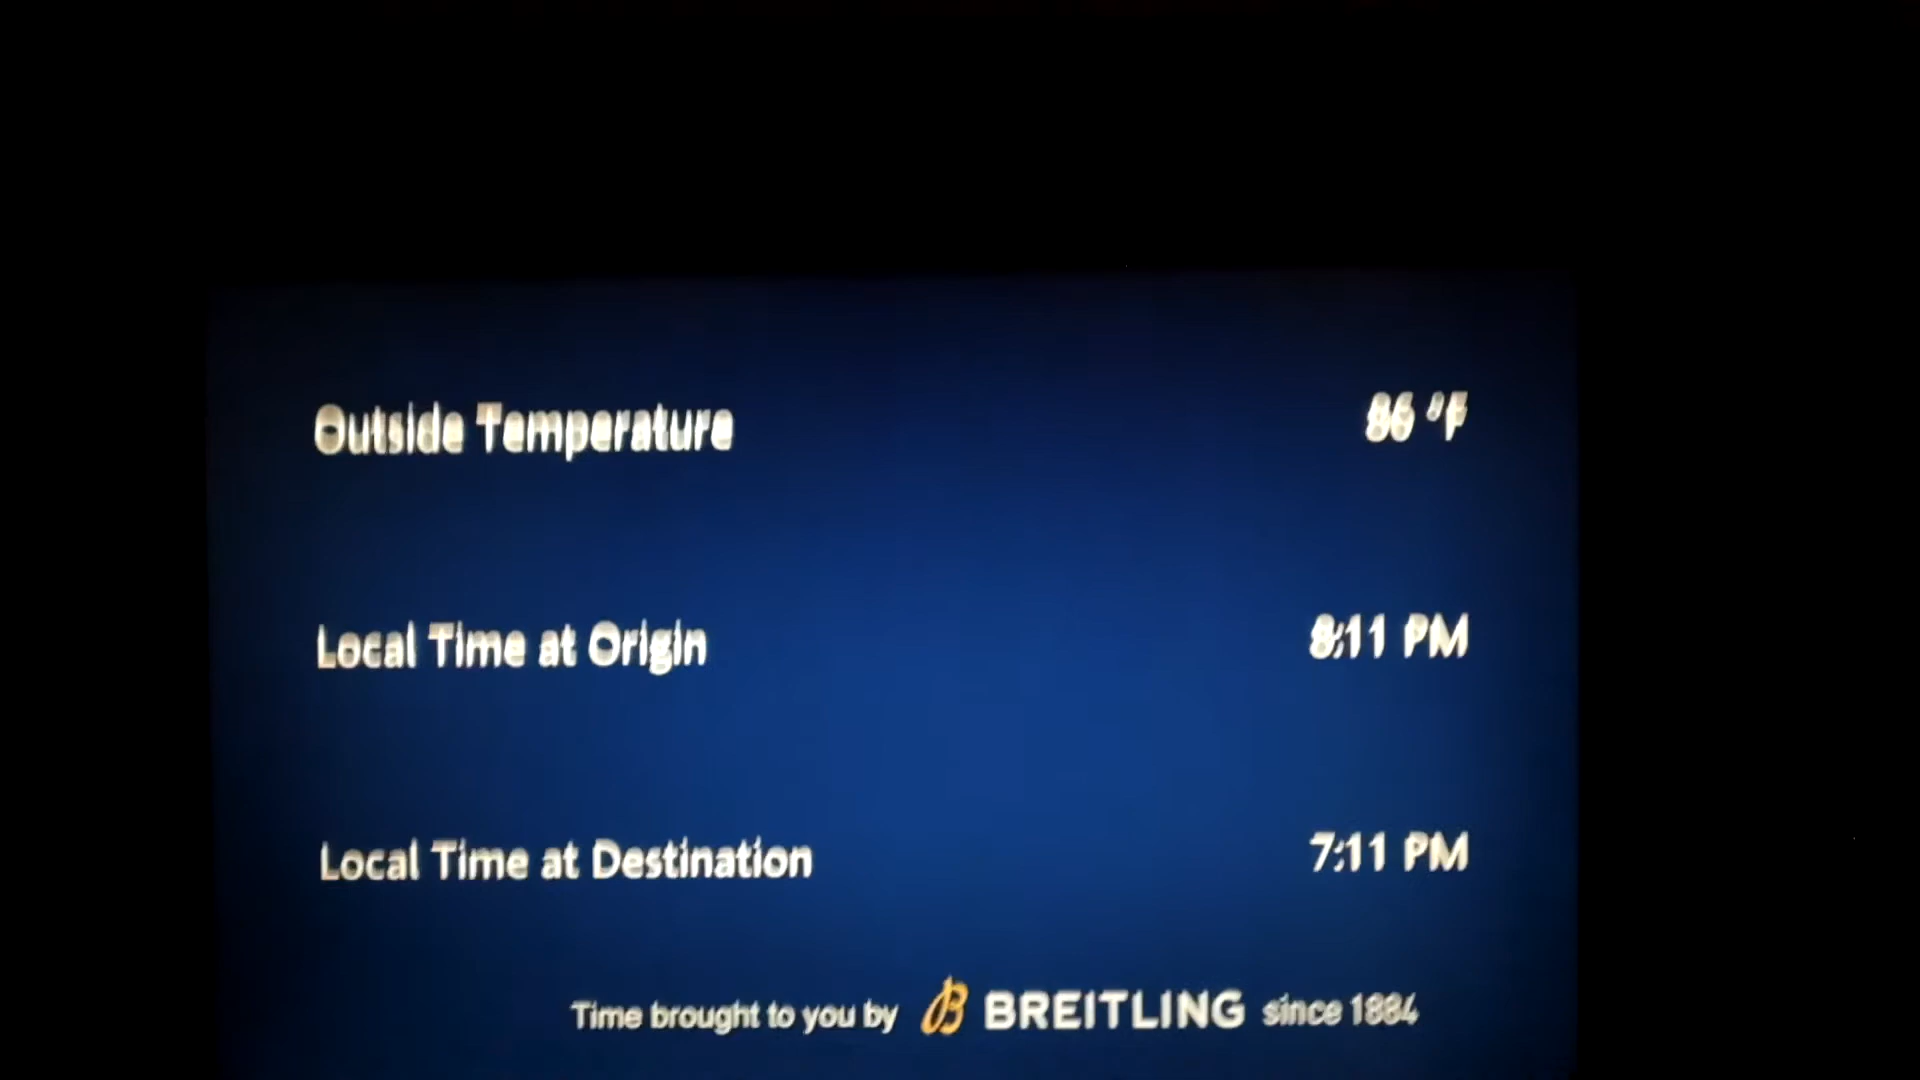 Outside Temperature 86 °F
Local Time at Origin 8:11 PM
Local Time at Destination 7:11 PM
Time brought to you by BREITLING since 1884